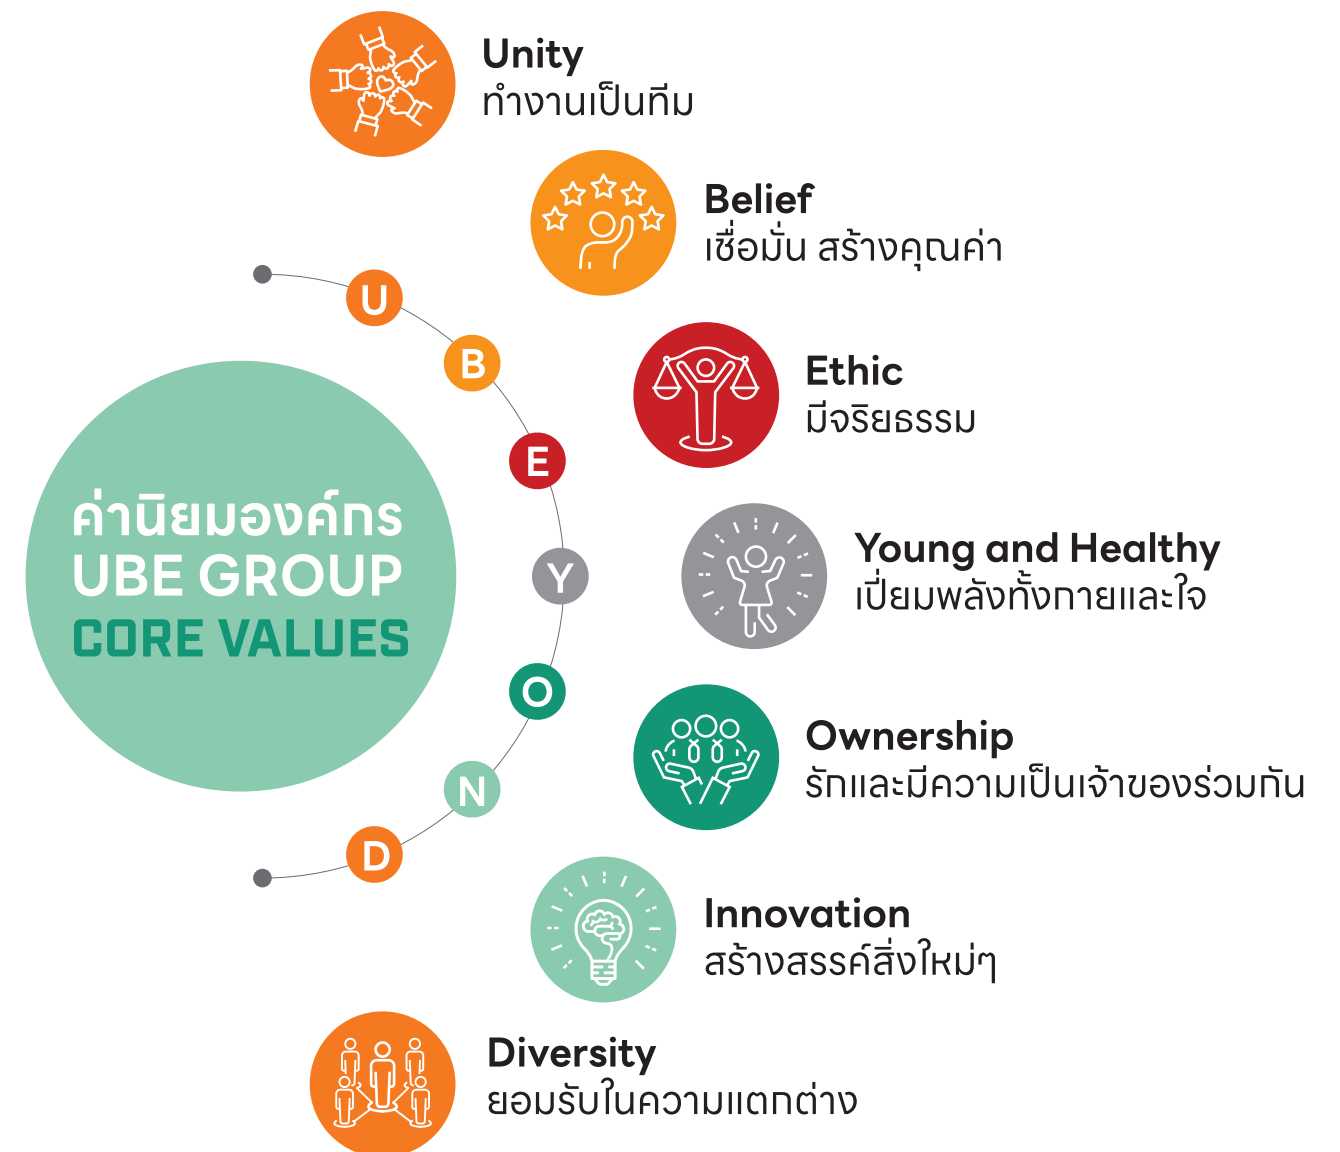 Unity
ทำงานเป็นทีม
Belief
เชื่อมั่น สร้างคุณค่า
Ethic
มีจริยธรรม
Young and Healthy
เปี่ยมพลังทั้งกายและใจ
Ownership
รักและมีความเป็นเจ้าของร่วมกัน
Innovation
สร้างสรรค์สิ่งใหม่ๆ
Diversity
ยอมรับในความแตกต่าง
U
B
E
Y
O
N
D
ค่านิยมองค์กร
UBE GROUP
CORE VALUES